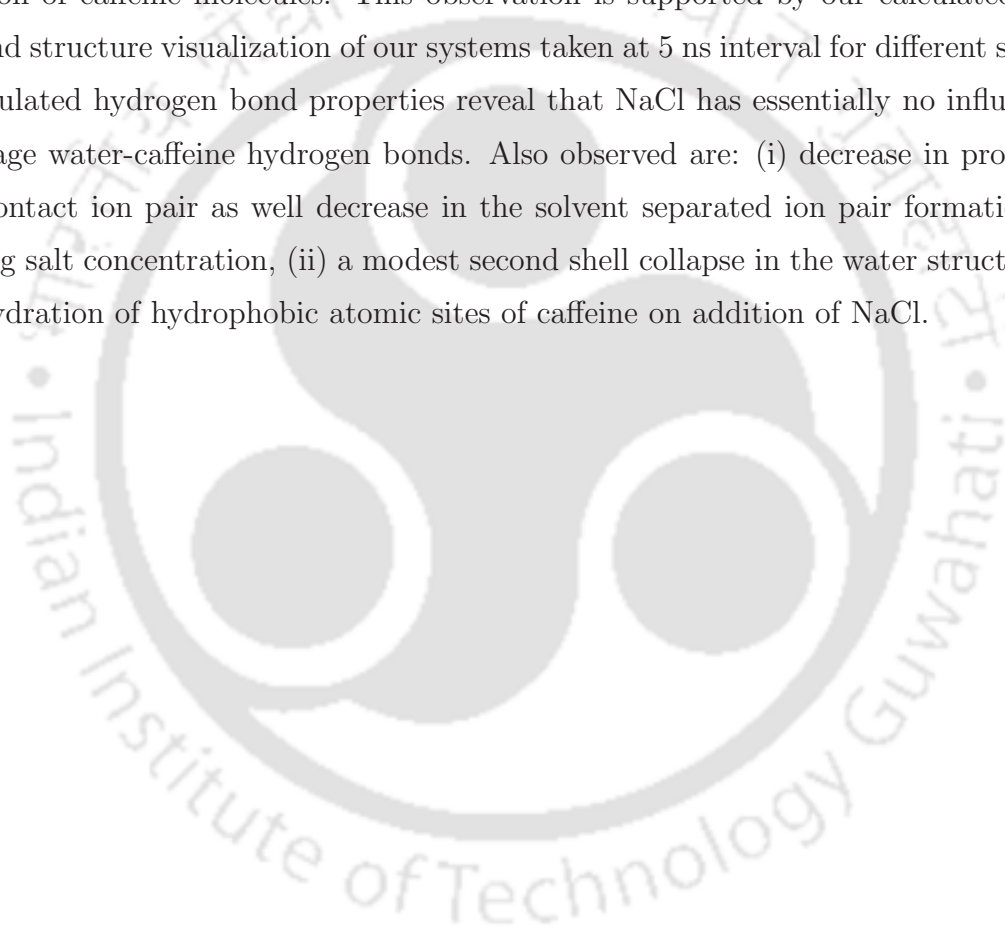 on of caffeine molecules. This observation is supported by our calculated
nd structure visualization of our systems taken at 5 ns interval for different s
ulated hydrogen bond properties reveal that NaCl has essentially no influ
age water-caffeine hydrogen bonds. Also observed are: (i) decrease in pro
ontact ion pair as well decrease in the solvent separated ion pair formati
g salt concentration, (ii) a modest second shell collapse in the water struct
ydration of hydrophobic atomic sites of caffeine on addition of NaCl.
Indian Institute of Technology Guwahati